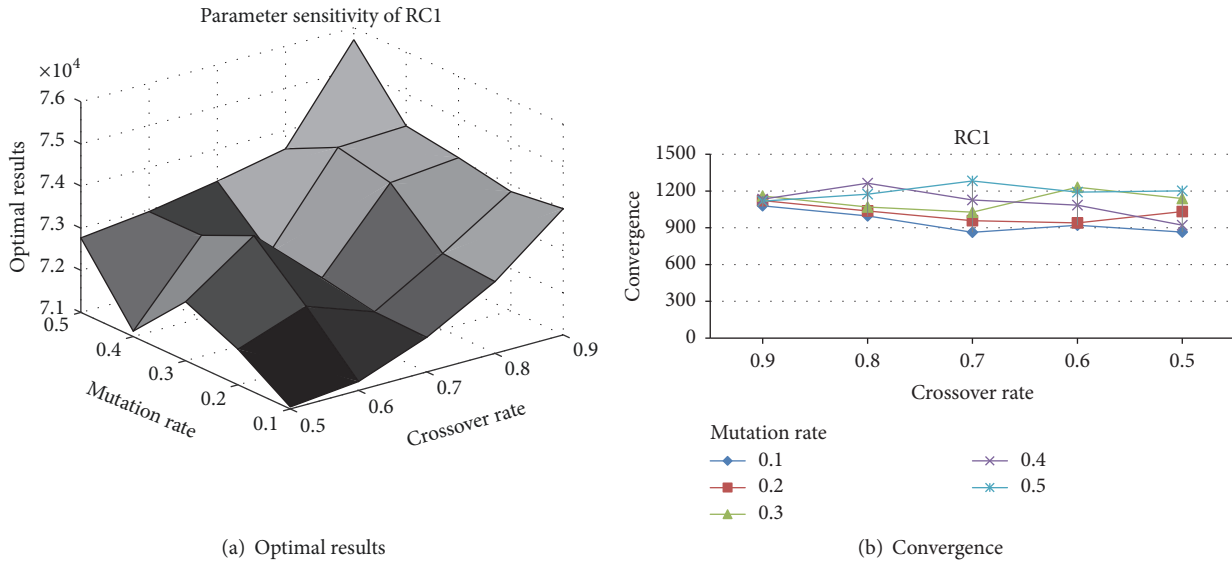 Parameter sensitivity of RC1
×10⁴
7.6
7.5
7.4
7.3
7.2
7.1
Optimal results
0.5
0.4
0.3
0.2
0.1
Mutation rate
0.5
0.6
0.7
0.8
0.9
Crossover rate
(a) Optimal results
RC1
1500
1200
900
600
300
0
Convergence
0.9 0.8 0.7 0.6 0.5
Crossover rate
Mutation rate
0.1
0.2
0.3
0.4
0.5
(b) Convergence